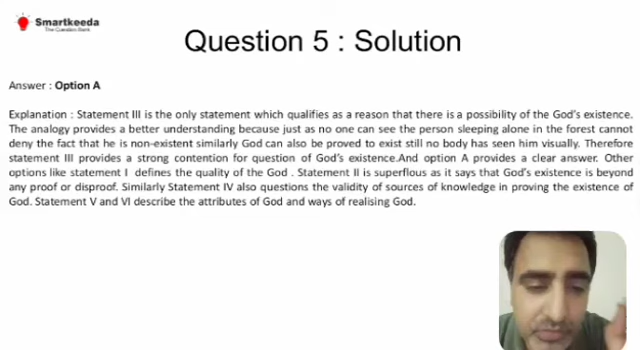 Smartkeeda
The Question Bank
Question 5 : Solution
Answer : Option A
Explanation : Statement III is the only statement which qualifies as a reason that there is a possibility of the God's existence.
The analogy provides a better understanding because just as no one can see the person sleeping alone in the forest cannot
deny the fact that he is non-existent similarly God can also be proved to exist still no body has seen him visually. Therefore
statement III provides a strong contention for question of God's existence.And option A provides a clear answer. Other
options like statement I defines the quality of the God . Statement II is superflous as it says that God's existence is beyond
any proof or disproof. Similarly Statement IV also questions the validity of sources of knowledge in proving the existence of
God. Statement V and VI describe the attributes of God and ways of realising God.